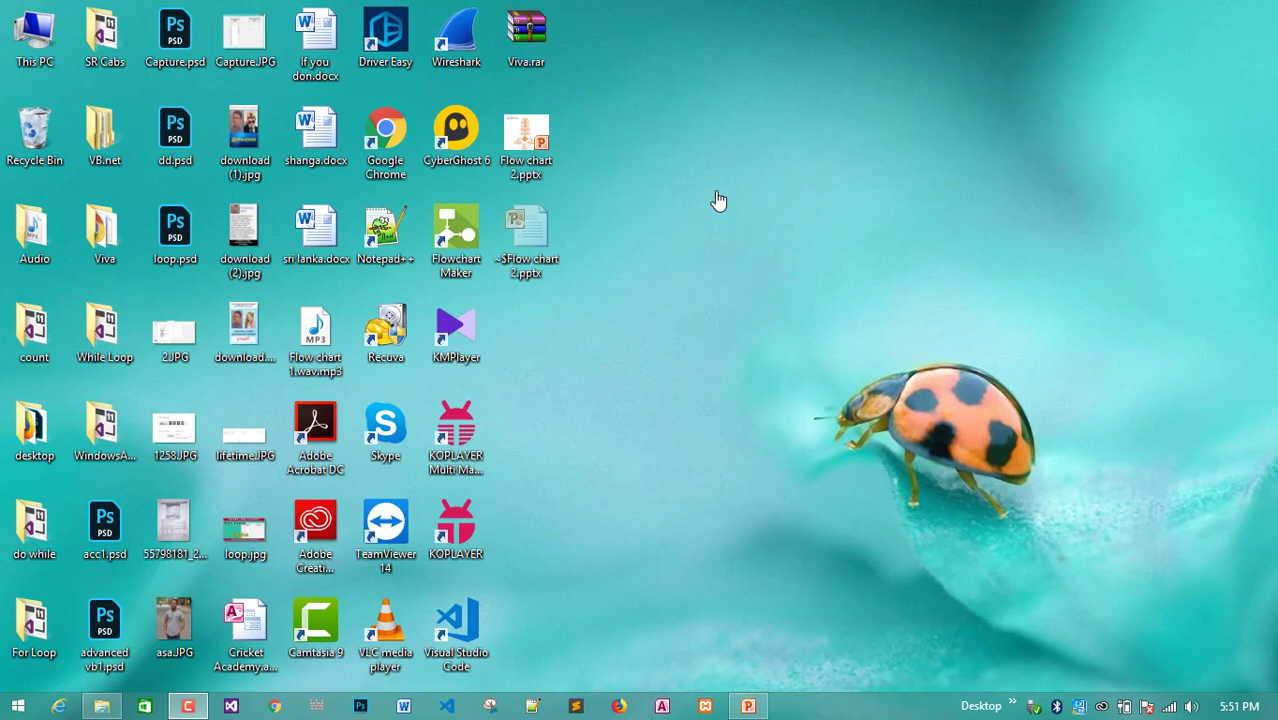 This PC
SR Cabs
Capture.psd
Capture.JPG
If you
don.docx
Driver Easy
Wireshark
Viva.rar
Recycle Bin
VB.net
dd.psd
download
(1).jpg
shanga.docx
Google
Chrome
CyberGhost 6
Flow chart
2.pptx
Audio
Viva
loop.psd
download
(2).jpg
sri lanka.docx
Notepad++
Flowchart
Maker
~$Flow chart
2.pptx
count
While Loop
2.JPG
download....
MP3
Flow chart
1.wav.mp3
Recuva
KMPlayer
desktop
WindowsA...
1258.JPG
lifetime.JPG
Adobe
Acrobat DC
Skype
KOPLAYER
Multi Ma...
do while
acc1.psd
55798181_2...
loop.jpg
Adobe
Creati...
TeamViewer
14
KOPLAYER
For Loop
advanced
vb1.psd
asa.JPG
Cricket
Academy.a...
Camtasia 9
VLC media
player
Visual Studio
Code
Desktop
5:51 PM